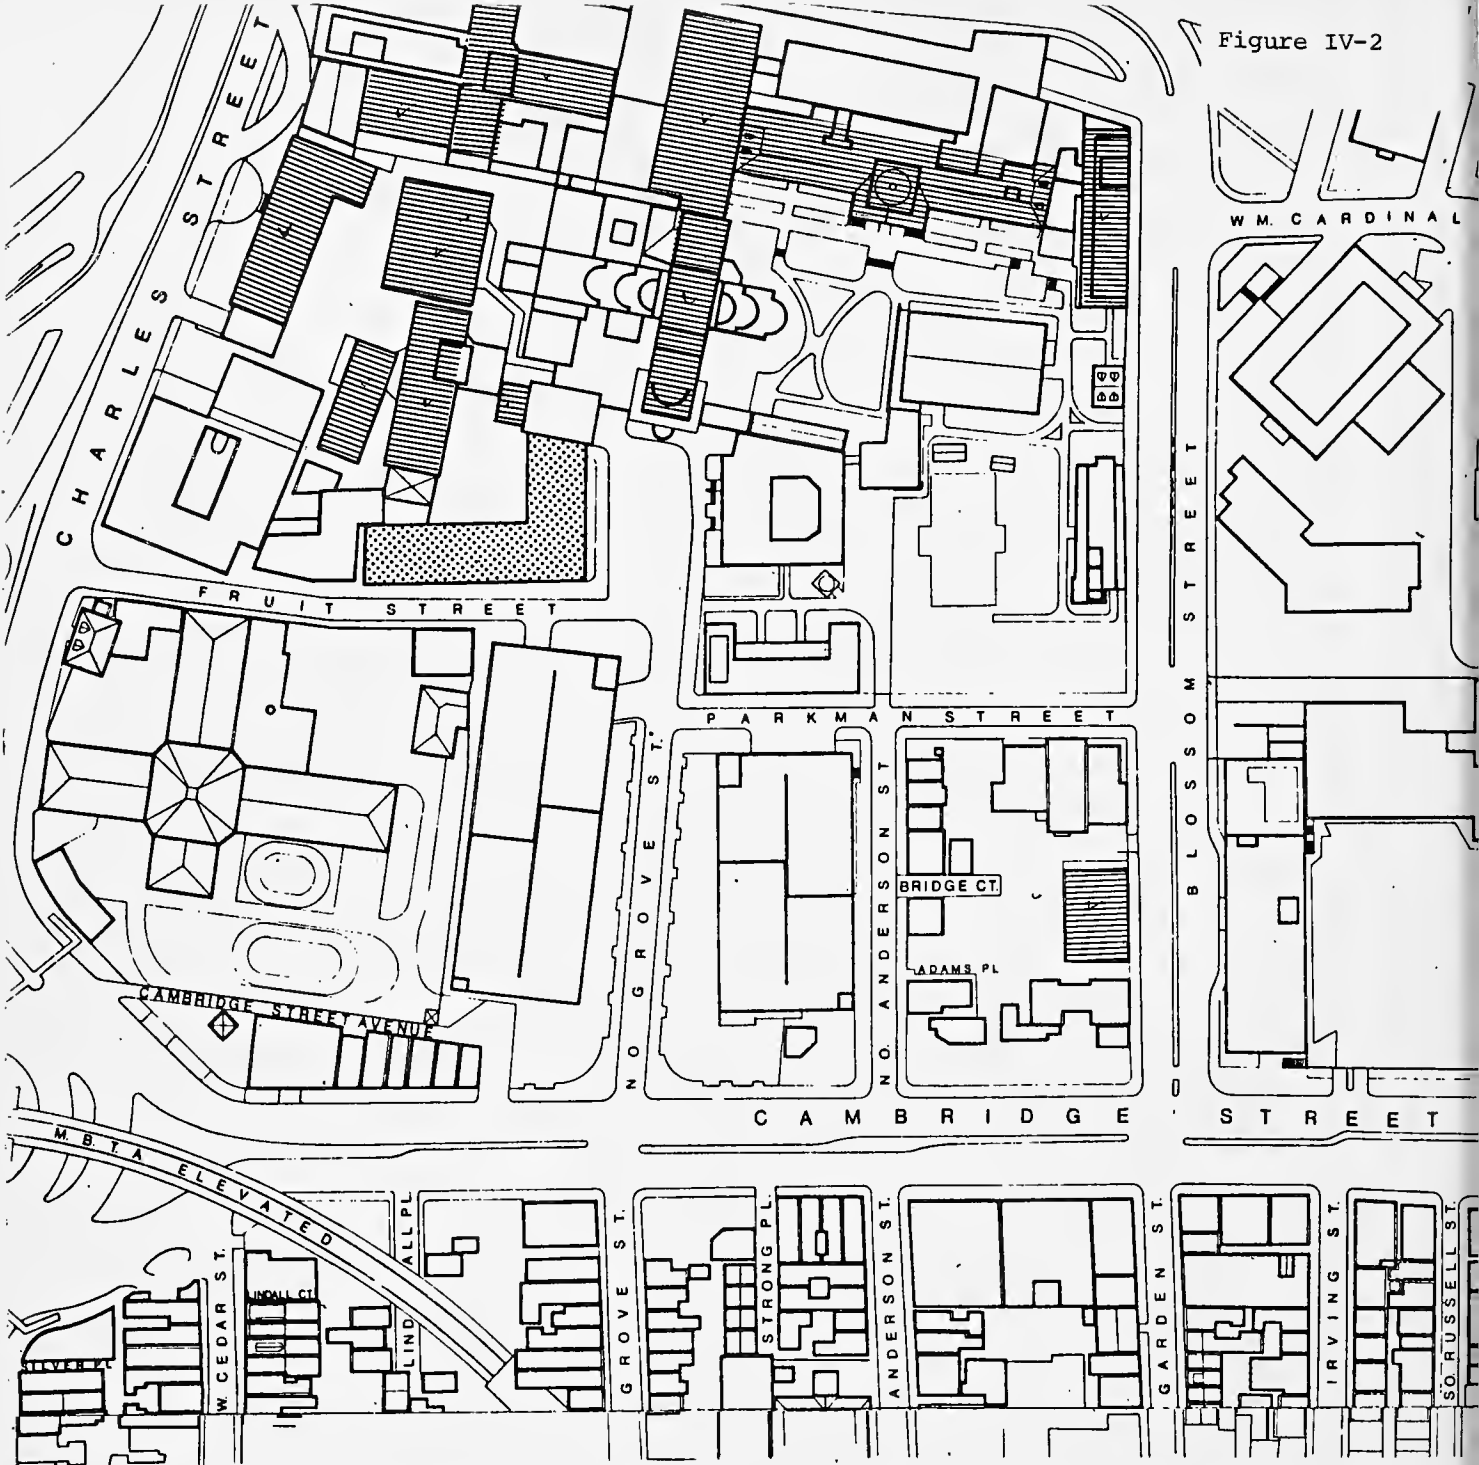 Figure IV-2
CHARLES STREET
WM. CARDINAL
FRUIT STREET
PARKMAN STREET
BLOSSOM STREET
NO. GROVE ST.
NO. ANDERSON ST
BRIDGE CT.
ADAMS PL
CAMBRIDGE STREET AVENUE
CAMBRIDGE STREET
M.B.T.A ELEVATED
W. CEDAR ST.
LINDALL CT.
LINDALL PL
GROVE ST.
STRONG PL.
ANDERSON ST.
GARDEN ST.
IRVING ST.
SO. RUSSELL ST.